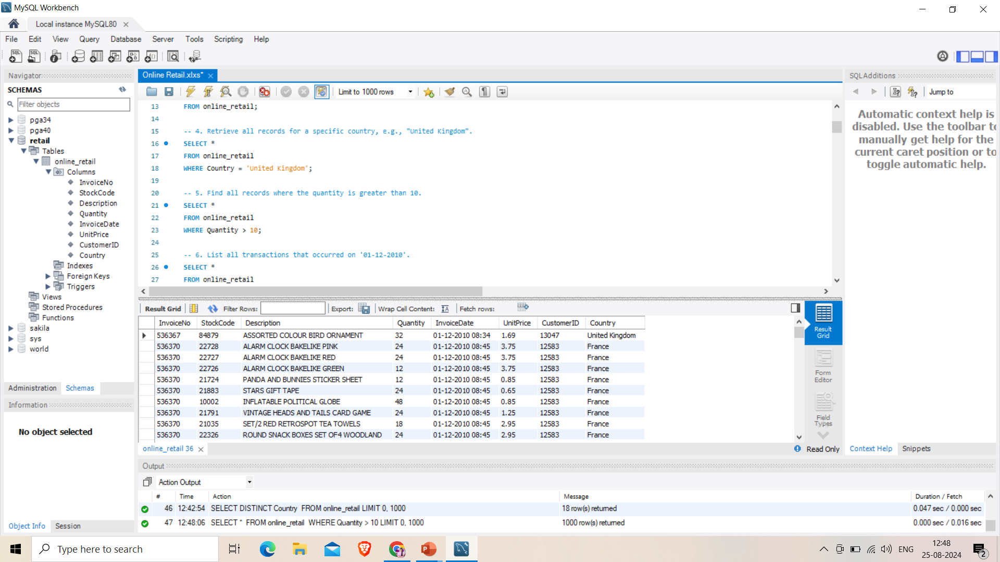 MySQL Workbench
Local instance MySQL80
File Edit View Query Database Server Tools Scripting Help
Navigator
SCHEMAS
Filter objects
pga34
pga40
retail
Tables
online_retail
Columns
InvoiceNo
StockCode
Description
Quantity
InvoiceDate
UnitPrice
CustomerID
Country
Indexes
Foreign Keys
Triggers
Views
Stored Procedures
Functions
sakila
sys
world
Administration Schemas
Information
No object selected
Object Info Session
Online Retail.xlxs*
Limit to 1000 rows
13 FROM online_retail;
14
15 -- 4. Retrieve all records for a specific country, e.g., "United Kingdom".
16 SELECT *
17 FROM online_retail
18 WHERE Country = 'United Kingdom';
19
20 -- 5. Find all records where the quantity is greater than 10.
21 SELECT *
22 FROM online_retail
23 WHERE Quantity > 10;
24
25 -- 6. List all transactions that occurred on '01-12-2010'.
26 SELECT *
27 FROM online_retail
Result Grid Filter Rows: Export: Wrap Cell Content: Fetch rows:
InvoiceNo StockCode Description Quantity InvoiceDate UnitPrice CustomerID Country
536367 84879 ASSORTED COLOUR BIRD ORNAMENT 32 01-12-2010 08:34 1.69 13047 United Kingdom
536370 22728 ALARM CLOCK BAKELIKE PINK 24 01-12-2010 08:45 3.75 12583 France
536370 22727 ALARM CLOCK BAKELIKE RED 24 01-12-2010 08:45 3.75 12583 France
536370 22726 ALARM CLOCK BAKELIKE GREEN 12 01-12-2010 08:45 3.75 12583 France
536370 21724 PANDA AND BUNNIES STICKER SHEET 12 01-12-2010 08:45 0.85 12583 France
536370 21883 STARS GIFT TAPE 24 01-12-2010 08:45 0.65 12583 France
536370 10002 INFLATABLE POLITICAL GLOBE 48 01-12-2010 08:45 0.85 12583 France
536370 21791 VINTAGE HEADS AND TAILS CARD GAME 24 01-12-2010 08:45 1.25 12583 France
536370 21035 SET/2 RED RETROSPOT TEA TOWELS 18 01-12-2010 08:45 2.95 12583 France
536370 22326 ROUND SNACK BOXES SET OF4 WOODLAND 24 01-12-2010 08:45 2.95 12583 France
Result
Grid
Form
Editor
Field
Types
online_retail 36
Read Only
SQLAdditions
Jump to
Automatic context help is
disabled. Use the toolbar to
manually get help for the
current caret position or to
toggle automatic help.
Context Help Snippets
Output
Action Output
# Time Action Message Duration / Fetch
46 12:42:54 SELECT DISTINCT Country FROM online_retail LIMIT 0, 1000 18 row(s) returned 0.047 sec / 0.000 sec
47 12:48:06 SELECT * FROM online_retail WHERE Quantity > 10 LIMIT 0, 1000 1000 row(s) returned 0.000 sec / 0.016 sec
Type here to search
ENG
12:48
25-08-2024
2